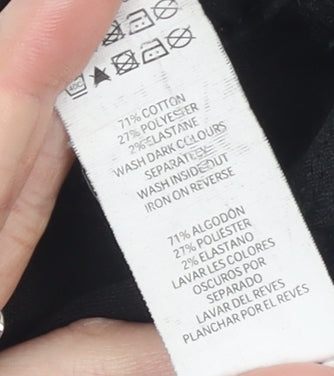 40C
71% COTTON
27% POLYESTER
2% ELASTANE
WASH DARK COLOURS
SEPARATELY
WASH INSIDE OUT
IRON ON REVERSE
71% ALGODÓN
27% POLIÉSTER
2% ELASTANO
LAVAR LES COLORES
OSCUROS POR
SEPARADO
LAVAR DEL REVES
PLANCHAR POR EL REVES